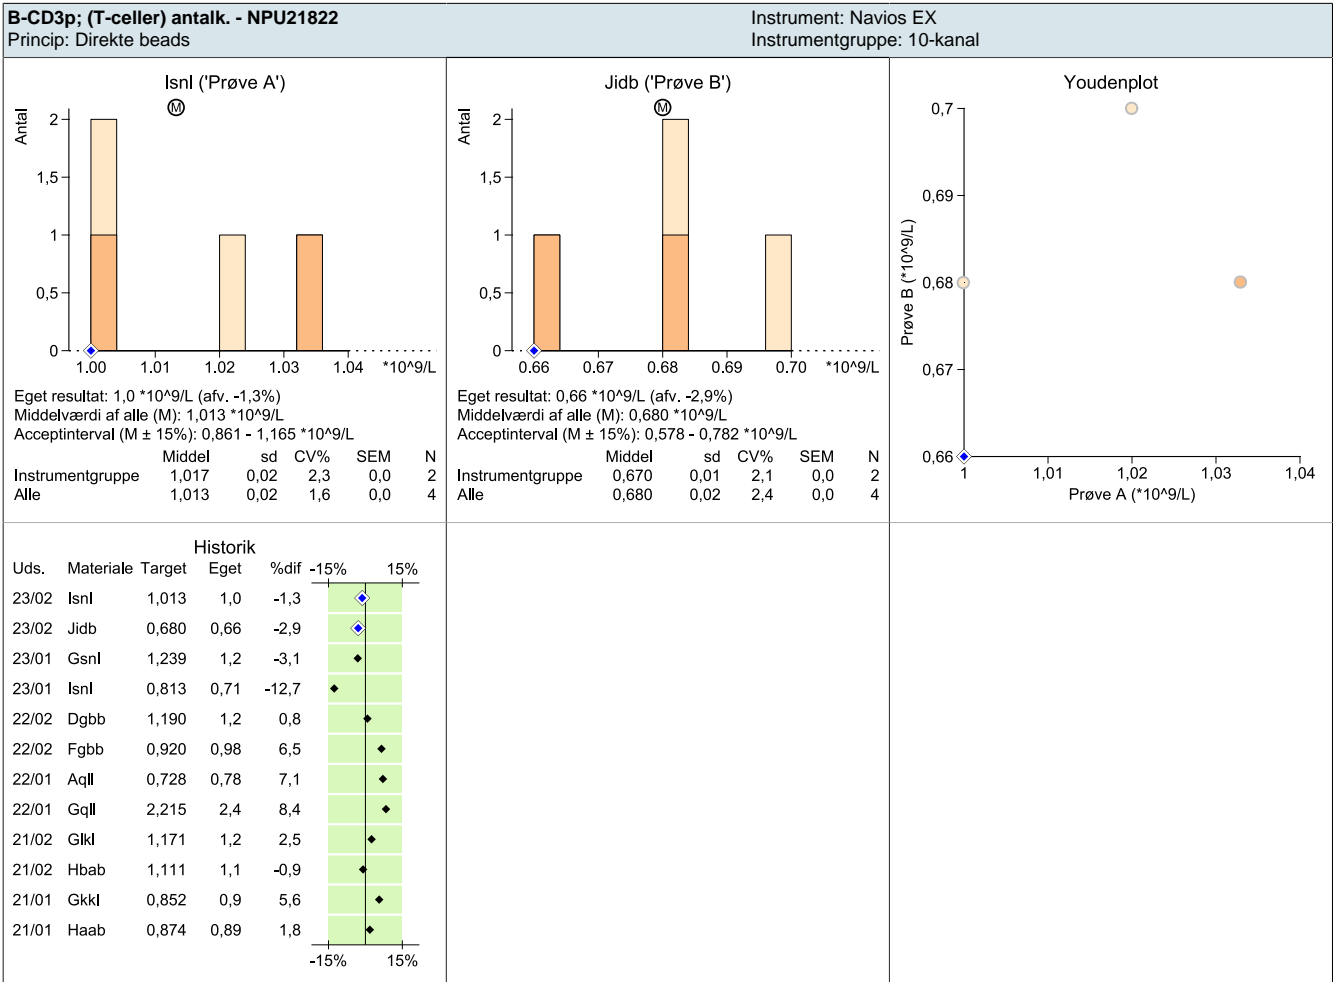 B-CD3p; (T-celler) antalk. - NPU21822
Princip: Direkte beads
Instrument: Navios EX
Instrumentgruppe: 10-kanal
Isnl ('Prøve A')
M
Antal
2
1,5
1
0,5
0
1.00 1.01 1.02 1.03 1.04 *10^9/L
Eget resultat: 1,0 *10^9/L (afv. -1,3%)
Middelværdi af alle (M): 1,013 *10^9/L
Acceptinterval (M ± 15%): 0,861 - 1,165 *10^9/L
Middel sd CV% SEM N
Instrumentgruppe 1,017 0,02 2,3 0,0 2
Alle 1,013 0,02 1,6 0,0 4
Jidb ('Prøve B')
M
Antal
2
1,5
1
0,5
0
0.66 0.67 0.68 0.69 0.70 *10^9/L
Eget resultat: 0,66 *10^9/L (afv. -2,9%)
Middelværdi af alle (M): 0,680 *10^9/L
Acceptinterval (M ± 15%): 0,578 - 0,782 *10^9/L
Middel sd CV% SEM N
Instrumentgruppe 0,670 0,01 2,1 0,0 2
Alle 0,680 0,02 2,4 0,0 4
Youdenplot
Prøve B (*10^9/L)
0,7
0,69
0,68
0,67
0,66
1 1,01 1,02 1,03 1,04
Prøve A (*10^9/L)
Historik
Uds. Materiale Target Eget %dif -15% 15%
23/02 Isnl 1,013 1,0 -1,3
23/02 Jidb 0,680 0,66 -2,9
23/01 Gsnl 1,239 1,2 -3,1
23/01 Isnl 0,813 0,71 -12,7
22/02 Dgbb 1,190 1,2 0,8
22/02 Fgbb 0,920 0,98 6,5
22/01 Aqll 0,728 0,78 7,1
22/01 Gqll 2,215 2,4 8,4
21/02 Glkl 1,171 1,2 2,5
21/02 Hbab 1,111 1,1 -0,9
21/01 Gkkl 0,852 0,9 5,6
21/01 Haab 0,874 0,89 1,8
-15% 15%